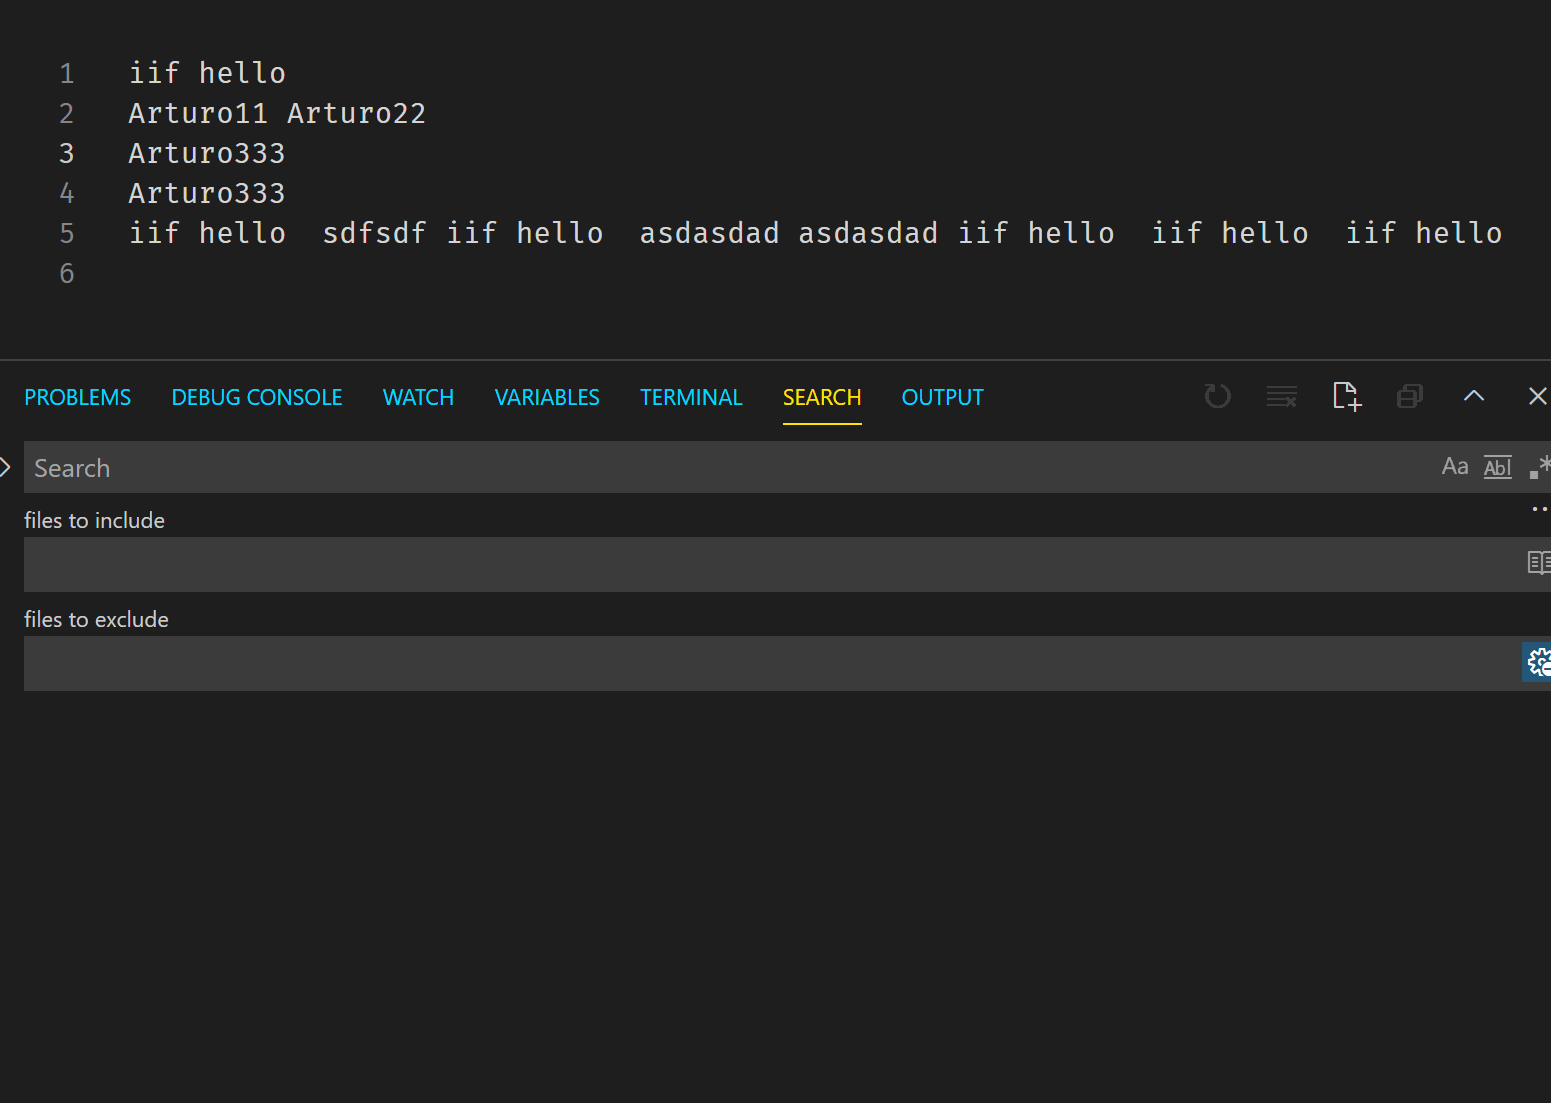 1 iif hello
2 Arturo11 Arturo22
3 Arturo333
4 Arturo333
5 iif hello  sdfsdf iif hello  asdasdad asdasdad iif hello  iif hello  iif hello
6
PROBLEMS DEBUG CONSOLE WATCH VARIABLES TERMINAL SEARCH OUTPUT
Search Aa Abl .*
files to include
files to exclude